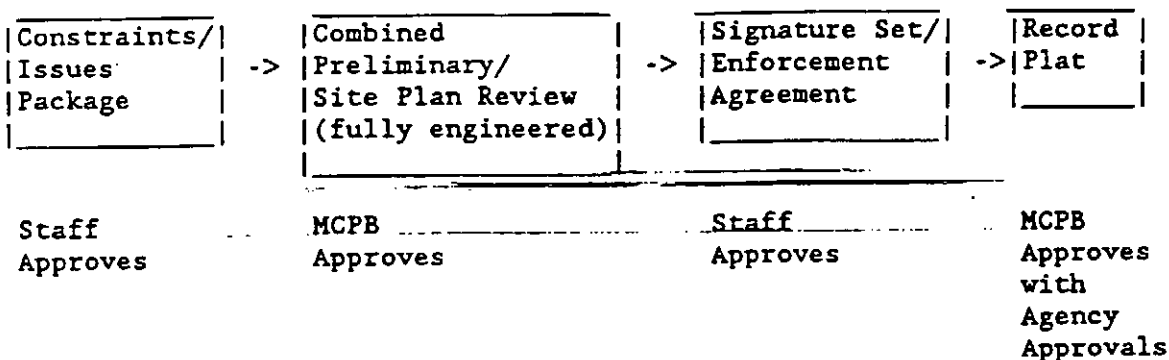 Constraints/
Issues
Package
->
Combined
Preliminary/
Site Plan Review
(fully engineered)
->
Signature Set/
Enforcement
Agreement
->
Record
Plat
Staff
Approves
MCPB
Approves
Staff
Approves
MCPB
Approves
with
Agency
Approvals